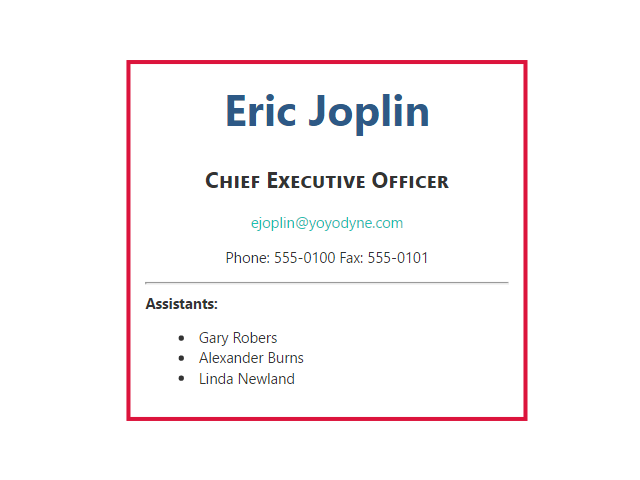 Eric Joplin
Chief Executive Officer
ejoplin@yoyodyne.com
Phone: 555-0100 Fax: 555-0101
Assistants:
• Gary Robers
• Alexander Burns
• Linda Newland